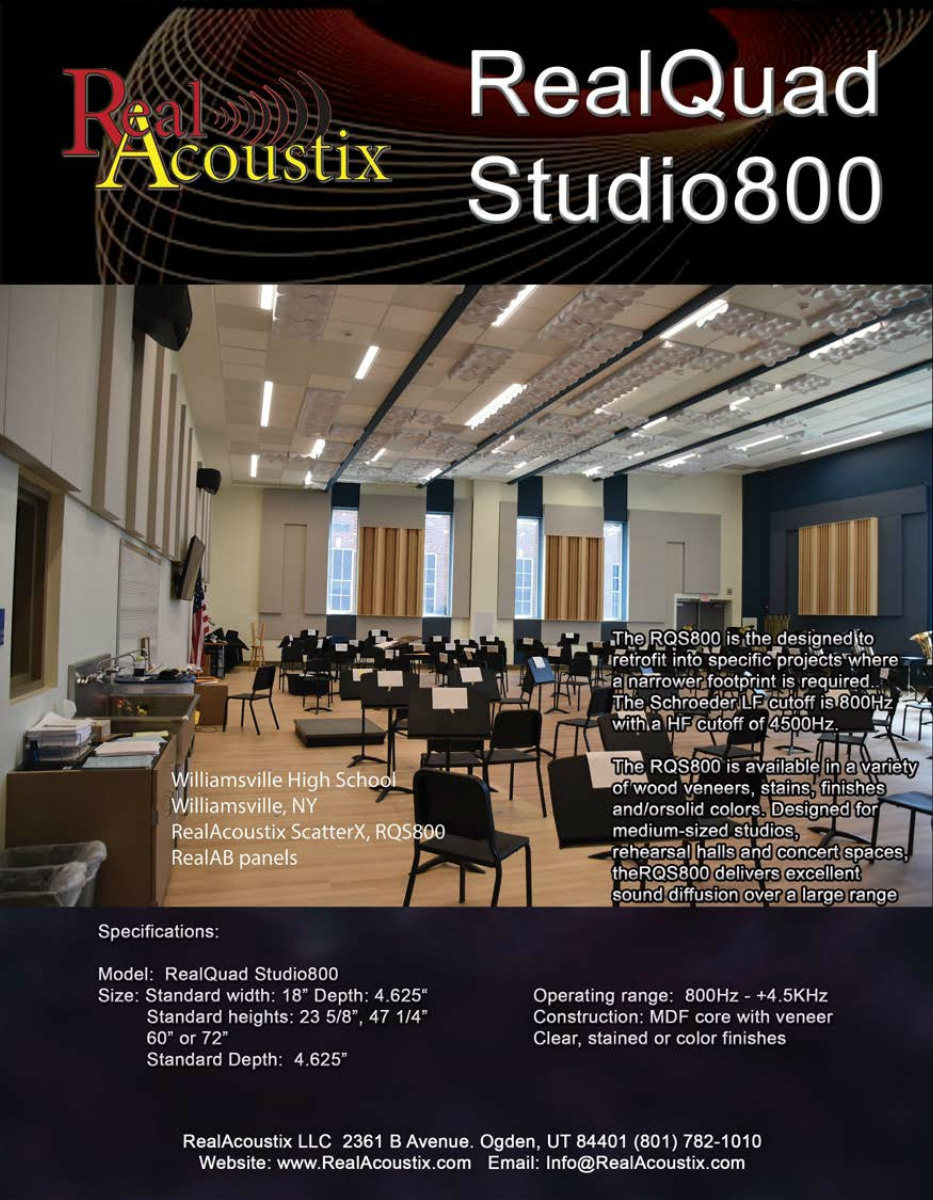 Real
Acoustix
RealQuad
Studio800
The RQS800 is the designed to
retrofit into specific projects where
a narrower footprint is required..
The Schroeder LF cutoff is 800Hz
with a HF cutoff of 4500Hz.
The RQS800 is available in a variety
of wood veneers, stains, finishes
and/orsolid colors. Designed for
medium-sized studios,
rehearsal halls and concert spaces,
theRQS800 delivers excellent
sound diffusion over a large range
Williamsville High School
Williamsville, NY
RealAcoustix ScatterX, RQS800
RealAB panels
Specifications:
Model: RealQuad Studio800
Size: Standard width: 18” Depth: 4.625“
Standard heights: 23 5/8”, 47 1/4”
60” or 72”
Standard Depth: 4.625”
Operating range: 800Hz - +4.5KHz
Construction: MDF core with veneer
Clear, stained or color finishes
RealAcoustix LLC 2361 B Avenue. Ogden, UT 84401 (801) 782-1010
Website: www.RealAcoustix.com Email: Info@RealAcoustix.com